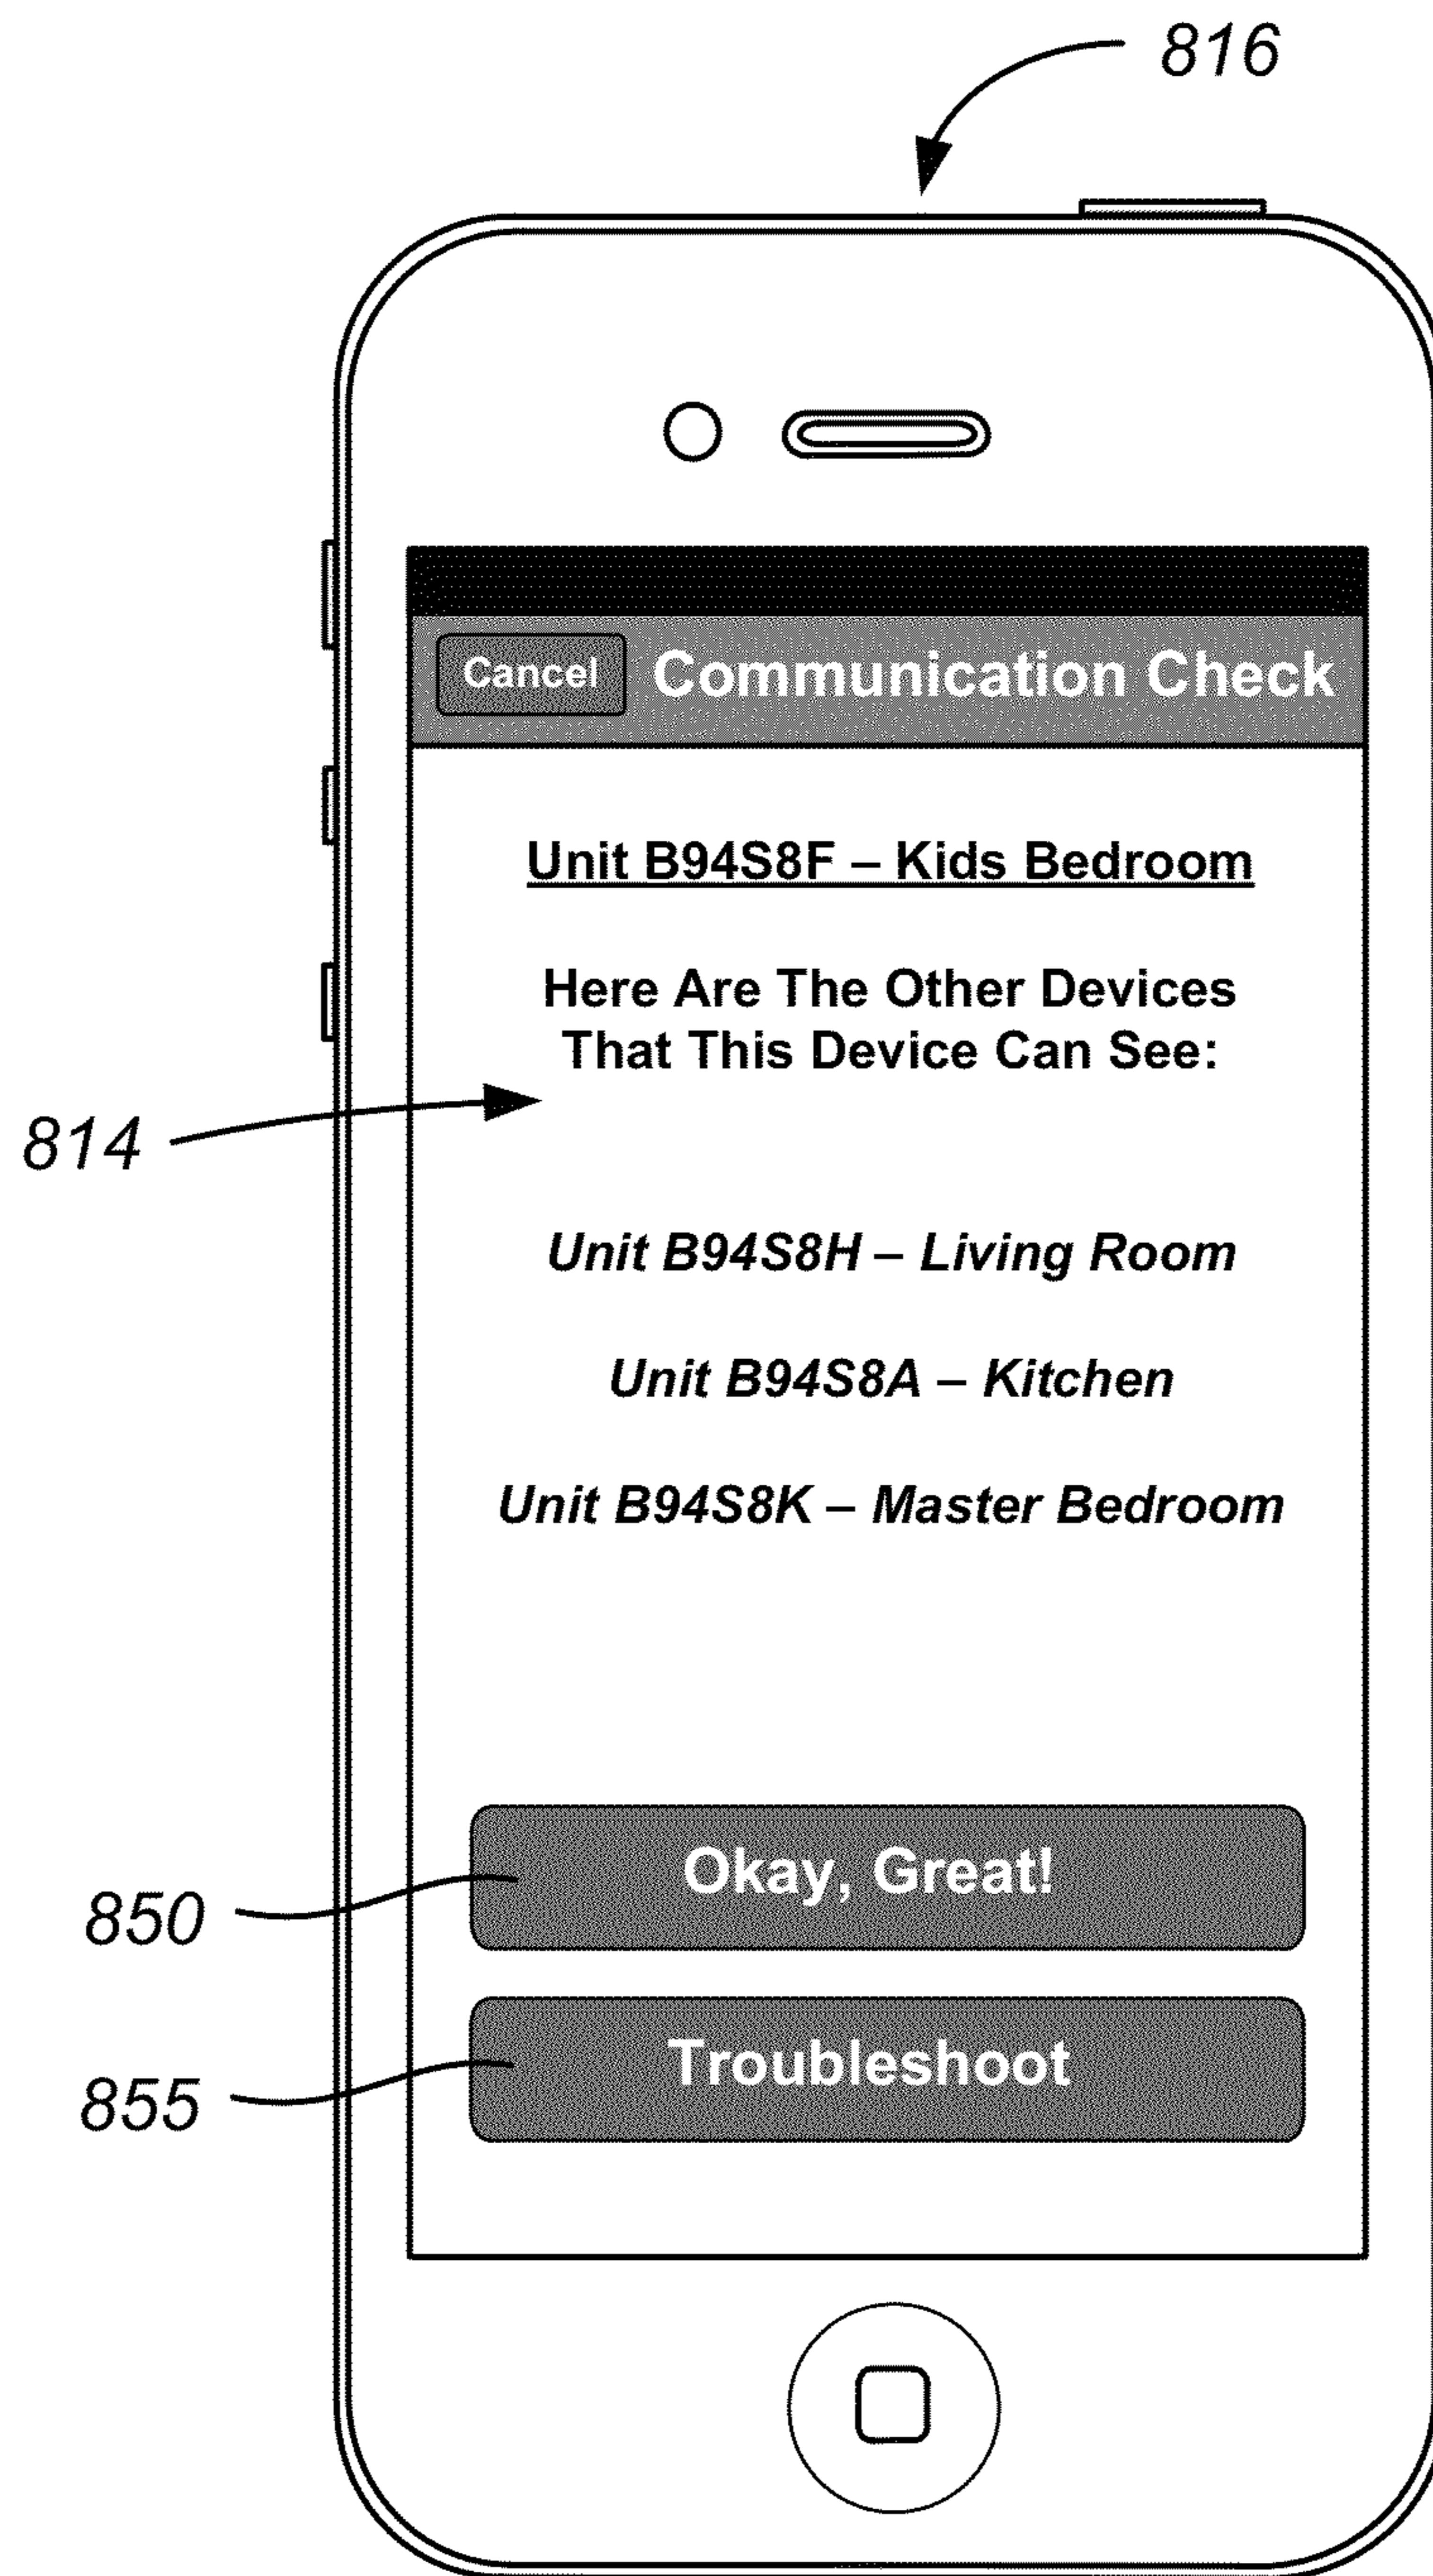 816
Cancel Communication Check
Unit B94S8F – Kids Bedroom
Here Are The Other Devices
That This Device Can See:
814
Unit B94S8H – Living Room
Unit B94S8A – Kitchen
Unit B94S8K – Master Bedroom
Okay, Great!
850
Troubleshoot
855